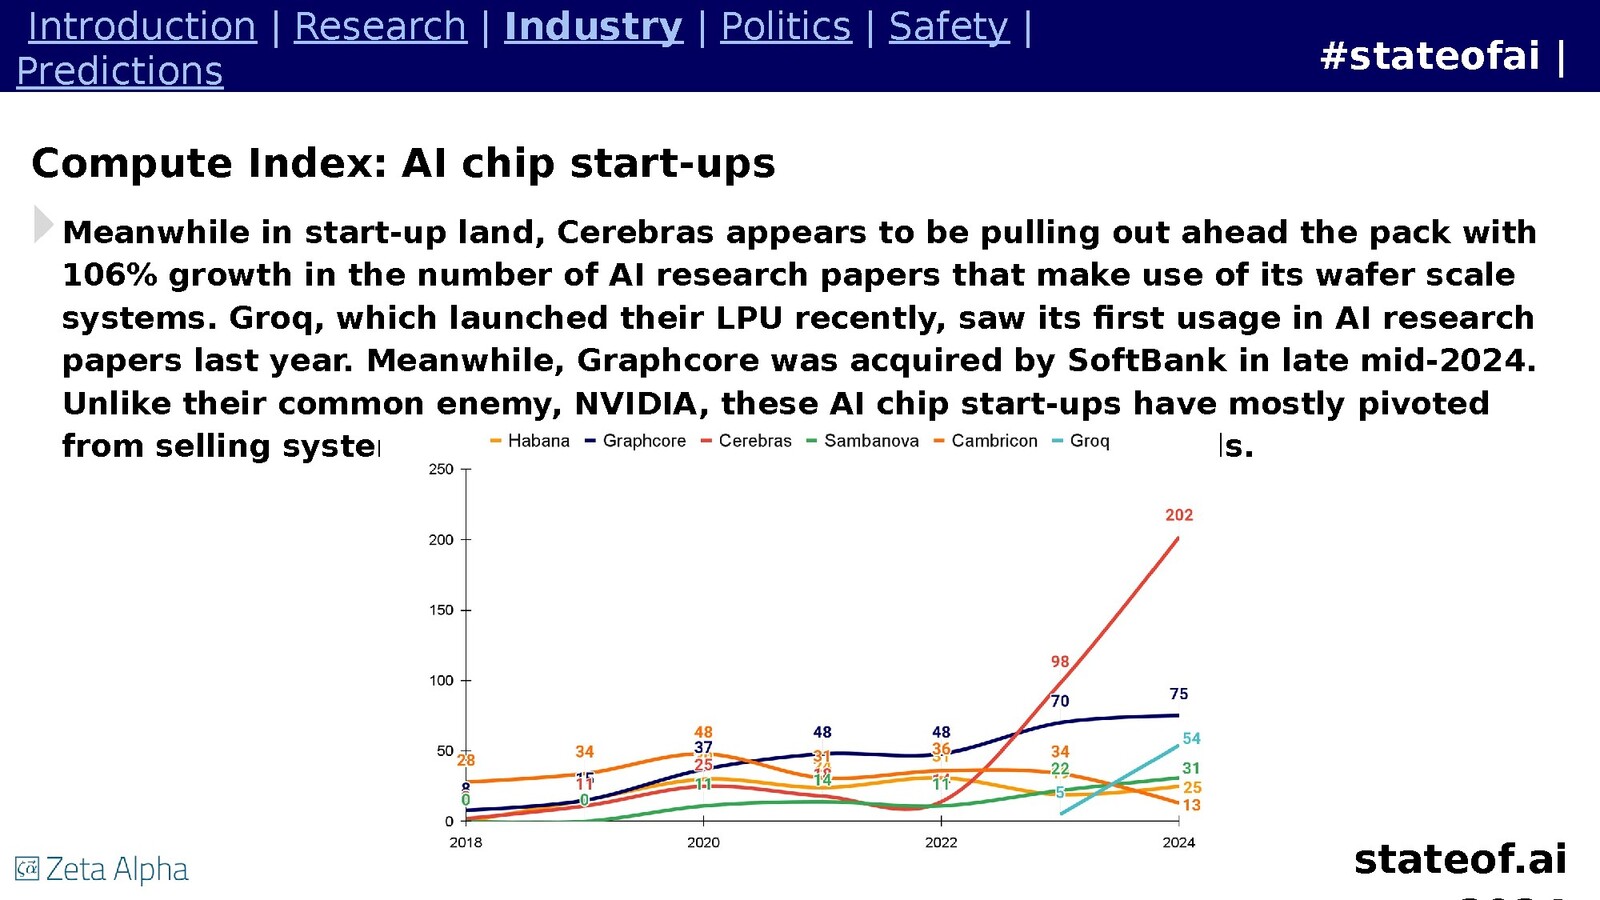 Introduction | Research | Industry | Politics | Safety |
Predictions
#stateofai |
Compute Index: AI chip start-ups
Meanwhile in start-up land, Cerebras appears to be pulling out ahead the pack with
106% growth in the number of AI research papers that make use of its wafer scale
systems. Groq, which launched their LPU recently, saw its first usage in AI research
papers last year. Meanwhile, Graphcore was acquired by SoftBank in late mid-2024.
Unlike their common enemy, NVIDIA, these AI chip start-ups have mostly pivoted
from selling
Habana Graphcore Cerebras Sambanova Cambricon Groq
250
200
150
100
50
0
202
98
70
75
54
31
25
13
28
8
0
34
15
11
0
48
37
25
11
48
31
14
48
36
11
34
22
5
2018 2020 2022 2024
Zeta Alpha
stateof.ai